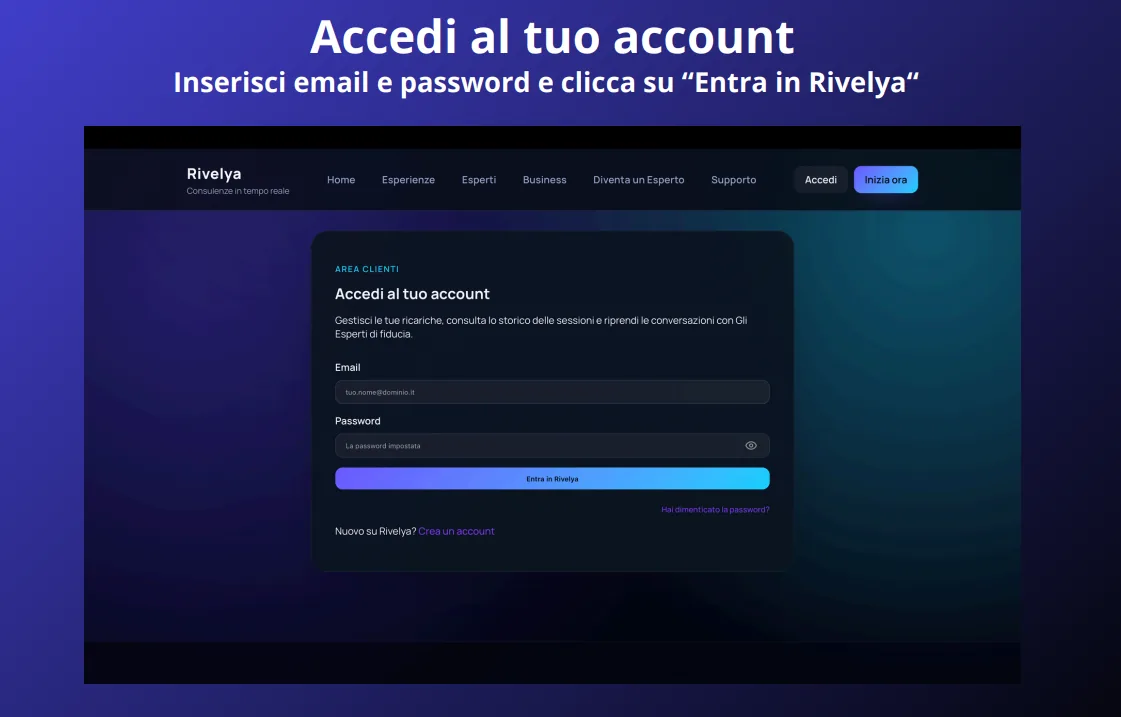 Accedi al tuo account
Inserisci email e password e clicca su “Entra in Rivelya“
Rivelya
Consulenze in tempo reale
Home
Esperienze
Esperti
Business
Diventa un Esperto
Supporto
Accedi
Inizia ora
AREA CLIENTI
Accedi al tuo account
Gestisci le tue ricariche, consulta lo storico delle sessioni e riprendi le conversazioni con Gli
Esperti di fiducia.
Email
tuo.nome@dominio.it
Password
La password impostata
Entra in Rivelya
Hai dimenticato la password?
Nuovo su Rivelya? Crea un account